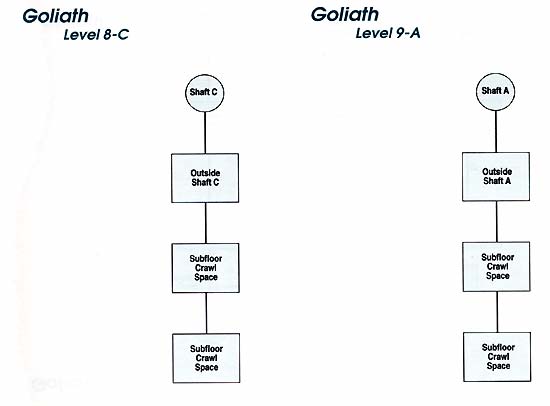 Goliath
Level 8-C
Shaft C
Outside
Shaft C
Subfloor
Crawl
Space
Subfloor
Crawl
Space
Goliath
Level 9-A
Shaft A
Outside
Shaft A
Subfloor
Crawl
Space
Subfloor
Crawl
Space